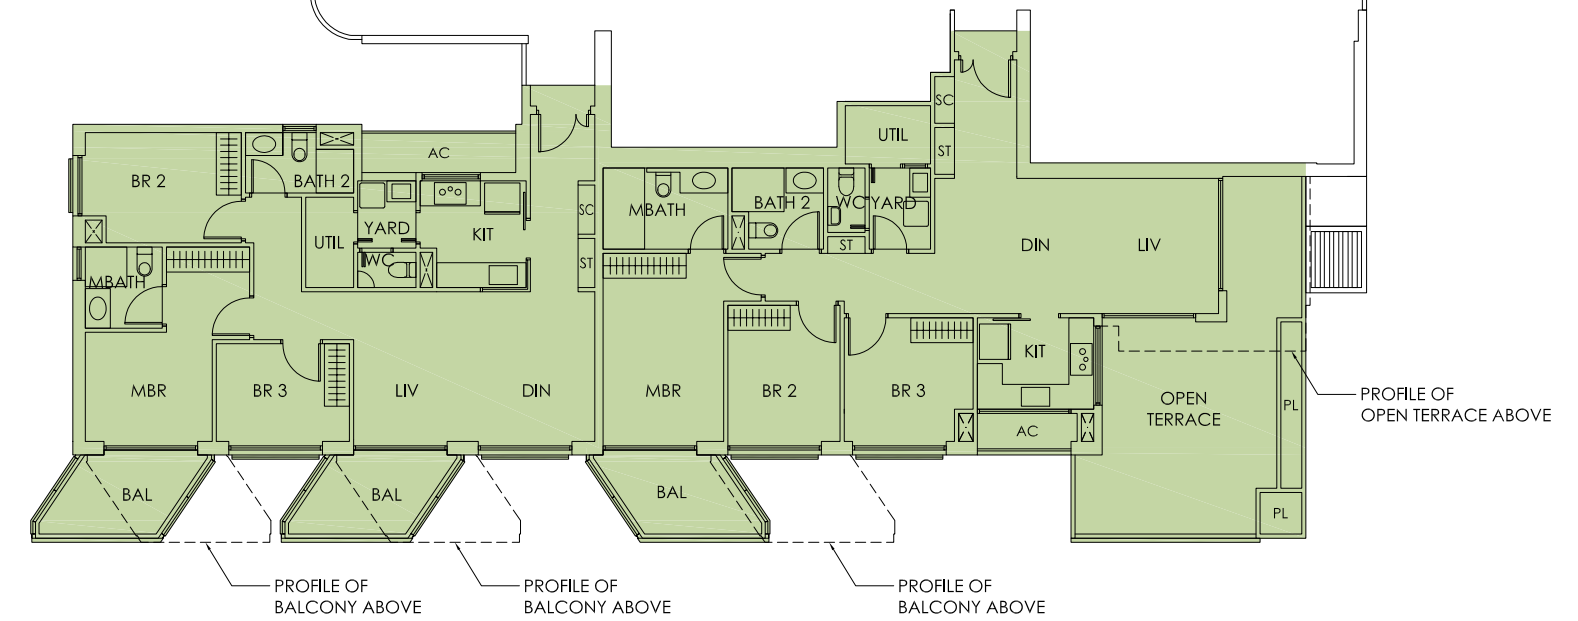 SC
UTIL
AC
ST
BR 2
BATH 2
MBATH
BATH 2
WC
YARD
SC
YARD
KIT
UTIL
ST
DIN
LIV
WC
ST
MBATH
KIT
MBR
BR 3
LIV
DIN
MBR
BR 2
BR 3
OPEN
TERRACE
PL
PROFILE OF
OPEN TERRACE ABOVE
AC
BAL
BAL
BAL
PL
PROFILE OF
BALCONY ABOVE
PROFILE OF
BALCONY ABOVE
PROFILE OF
BALCONY ABOVE